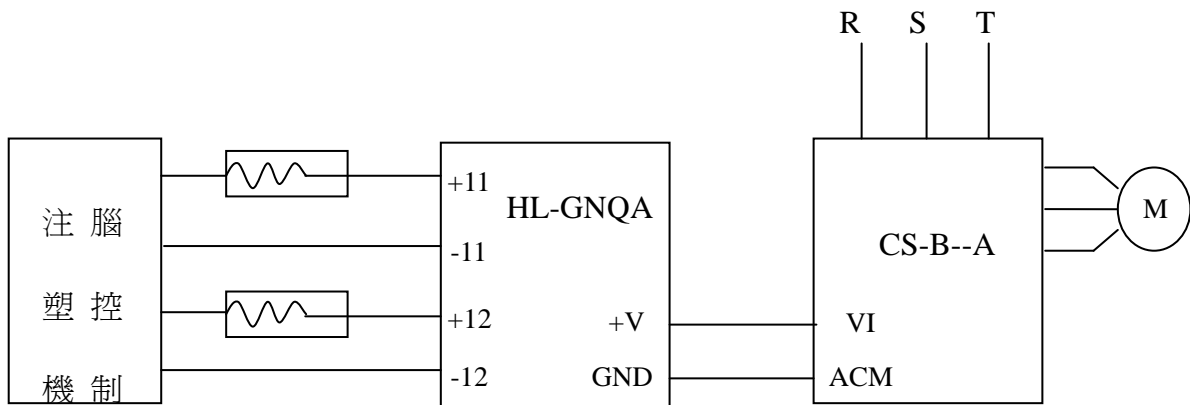 R S T
注 腦
塑 控
機 制
+11
-11
+12
-12
HL-GNQA
+V
GND
CS-B--A
VI
ACM
M